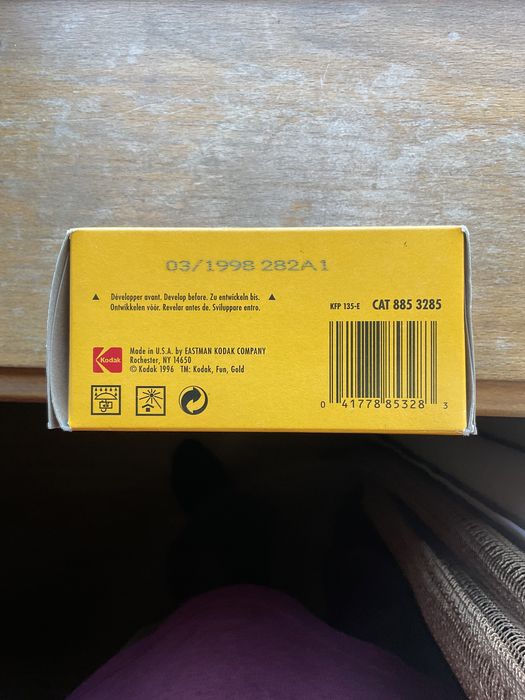 03/1998 282A1
▲ Développer avant. Develop before. Zu entwickeln bis. ▲
Ontwikkelen vóór. Revelar antes de. Sviluppare entro.
KFP 135-E CAT 885 3285
Kodak
Made in U.S.A. by EASTMAN KODAK COMPANY
Rochester, NY 14650
© Kodak 1996 TM: Kodak, Fun, Gold
0 41778 85328 3